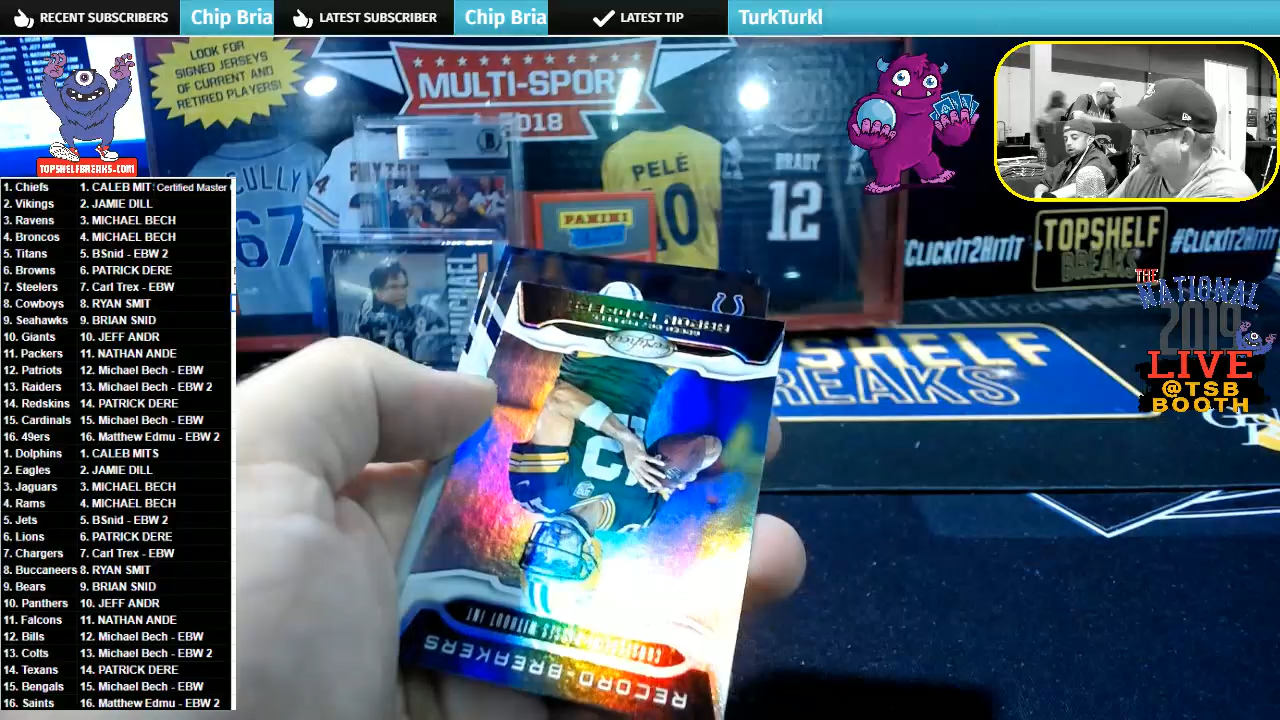 RECENT SUBSCRIBERS
Chip Bria
LATEST SUBSCRIBER
Chip Bria
LATEST TIP
TurkTurkl
LOOK FOR
SIGNED JERSEYS
OF CURRENT AND
RETIRED PLAYERS!
MULTI-SPORT
2018
CULLY
67
PAYTON
PELÉ
10
BRADY
12
PANINI
MICHAEL
TOPSHELFBREAKS.COM
#CLICKIT2HITIT
TOPSHELF
BREAKS
#CLICKIT2HITIT
THE
NATIONAL
2019
LIVE
@TSB
BOOTH
SHELF
BREAKS
1. Chiefs 1. CALEB MIT Certified Master
2. Vikings 2. JAMIE DILL
3. Ravens 3. MICHAEL BECH
4. Broncos 4. MICHAEL BECH
5. Titans 5. BSnid - EBW 2
6. Browns 6. PATRICK DERE
7. Steelers 7. Carl Trex - EBW
8. Cowboys 8. RYAN SMIT
9. Seahawks 9. BRIAN SNID
10. Giants 10. JEFF ANDR
11. Packers 11. NATHAN ANDE
12. Patriots 12. Michael Bech - EBW
13. Raiders 13. Michael Bech - EBW 2
14. Redskins 14. PATRICK DERE
15. Cardinals 15. Michael Bech - EBW
16. 49ers 16. Matthew Edmu - EBW 2
1. Dolphins 1. CALEB MITS
2. Eagles 2. JAMIE DILL
3. Jaguars 3. MICHAEL BECH
4. Rams 4. MICHAEL BECH
5. Jets 5. BSnid - EBW 2
6. Lions 6. PATRICK DERE
7. Chargers 7. Carl Trex - EBW
8. Buccaneers 8. RYAN SMIT
9. Bears 9. BRIAN SNID
10. Panthers 10. JEFF ANDR
11. Falcons 11. NATHAN ANDE
12. Bills 12. Michael Bech - EBW
13. Colts 13. Michael Bech - EBW 2
14. Texans 14. PATRICK DERE
15. Bengals 15. Michael Bech - EBW
16. Saints 16. Matthew Edmu - EBW 2
RECORD-BREAKERS